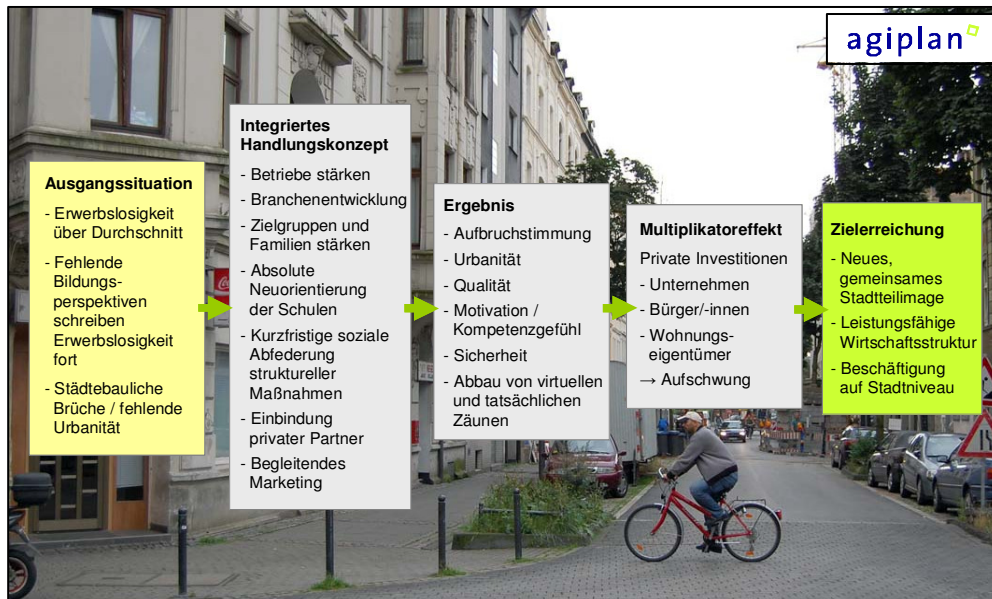 agiplan
Ausgangssituation
- Erwerbslosigkeit
über Durchschnitt
- Fehlende
Bildungs-
perspektiven
schreiben
Erwerbslosigkeit
fort
- Städtebauliche
Brüche / fehlende
Urbanität
Integriertes
Handlungskonzept
- Betriebe stärken
- Branchenentwicklung
- Zielgruppen und
Familien stärken
- Absolute
Neuorientierung
der Schulen
- Kurzfristige soziale
Abfederung
struktureller
Maßnahmen
- Einbindung
privater Partner
- Begleitendes
Marketing
Ergebnis
- Aufbruchstimmung
- Urbanität
- Qualität
- Motivation /
Kompetenzgefühl
- Sicherheit
- Abbau von virtuellen
und tatsächlichen
Zäunen
Multiplikatoreffekt
Private Investitionen
- Unternehmen
- Bürger/-innen
- Wohnungs-
eigentümer
→ Aufschwung
Zielerreichung
- Neues,
gemeinsames
Stadtteilimage
- Leistungsfähige
Wirtschaftsstruktur
- Beschäftigung
auf Stadtniveau